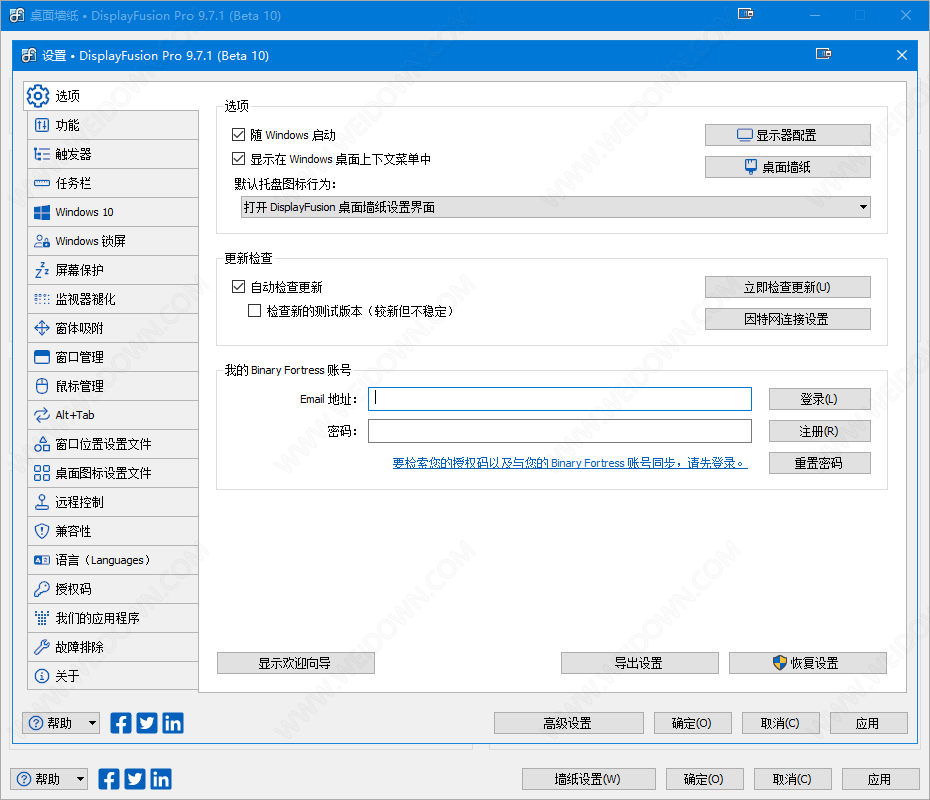 桌面墙纸 • DisplayFusion Pro 9.7.1 (Beta 10)
设置 • DisplayFusion Pro 9.7.1 (Beta 10)
选项
功能
触发器
任务栏
Windows 10
Windows 锁屏
屏幕保护
监视器褪化
窗体吸附
窗口管理
鼠标管理
Alt+Tab
窗口位置设置文件
桌面图标设置文件
远程控制
兼容性
语言（Languages）
授权码
我们的应用程序
故障排除
关于
选项
随 Windows 启动
显示器配置
显示在 Windows 桌面上下文菜单中
桌面墙纸
默认托盘图标行为：
打开 DisplayFusion 桌面墙纸设置界面
更新检查
自动检查更新
立即检查更新(U)
检查新的测试版本（较新但不稳定）
因特网连接设置
我的 Binary Fortress 账号
Email 地址：
登录(L)
密码：
注册(R)
要检索您的授权码以及与您的 Binary Fortress 账号同步，请先登录。
重置密码
显示欢迎向导
导出设置
恢复设置
帮助
高级设置
确定(O)
取消(C)
应用
帮助
墙纸设置(W)
确定(O)
取消(C)
应用
WWW.WEIDOWN.COM